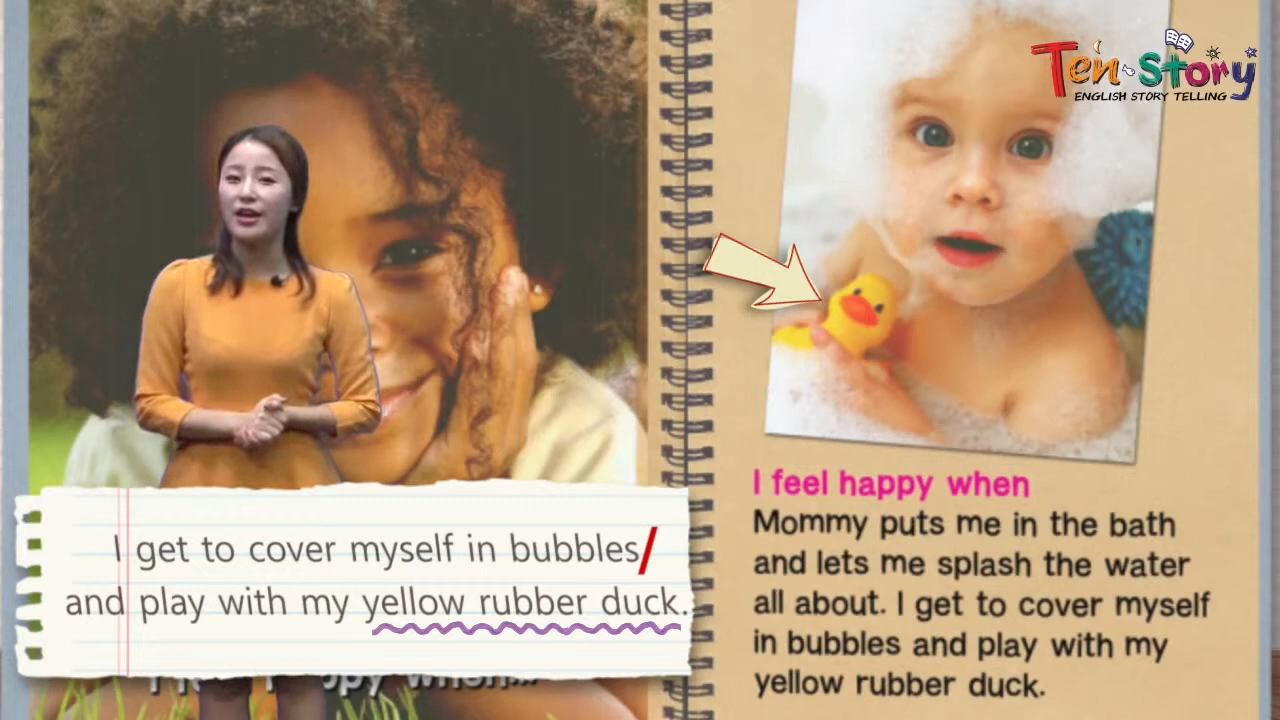 Ten Story
ENGLISH STORY TELLING
I get to cover myself in bubbles/
and play with my yellow rubber duck.
I feel happy when
Mommy puts me in the bath
and lets me splash the water
all about. I get to cover myself
in bubbles and play with my
yellow rubber duck.